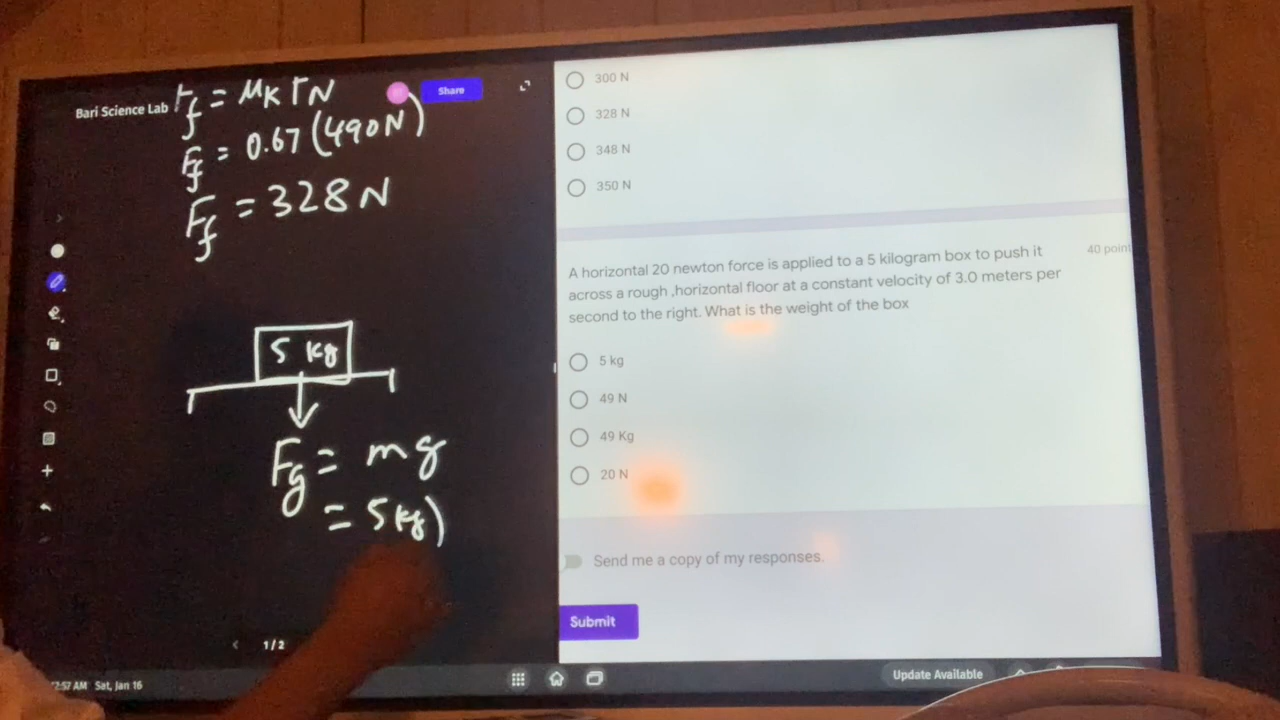 Bari Science Lab
Share
Ff = μK FN
Ff = 0.67 (490N)
Ff = 328 N
5 kg
Fg = mg
= 5 kg)
1/2
:57 AM Sat, Jan 16
300 N
328 N
348 N
350 N
A horizontal 20 newton force is applied to a 5 kilogram box to push it
across a rough ,horizontal floor at a constant velocity of 3.0 meters per
second to the right. What is the weight of the box
40 point
5 kg
49 N
49 Kg
20 N
Send me a copy of my responses.
Submit
Update Available